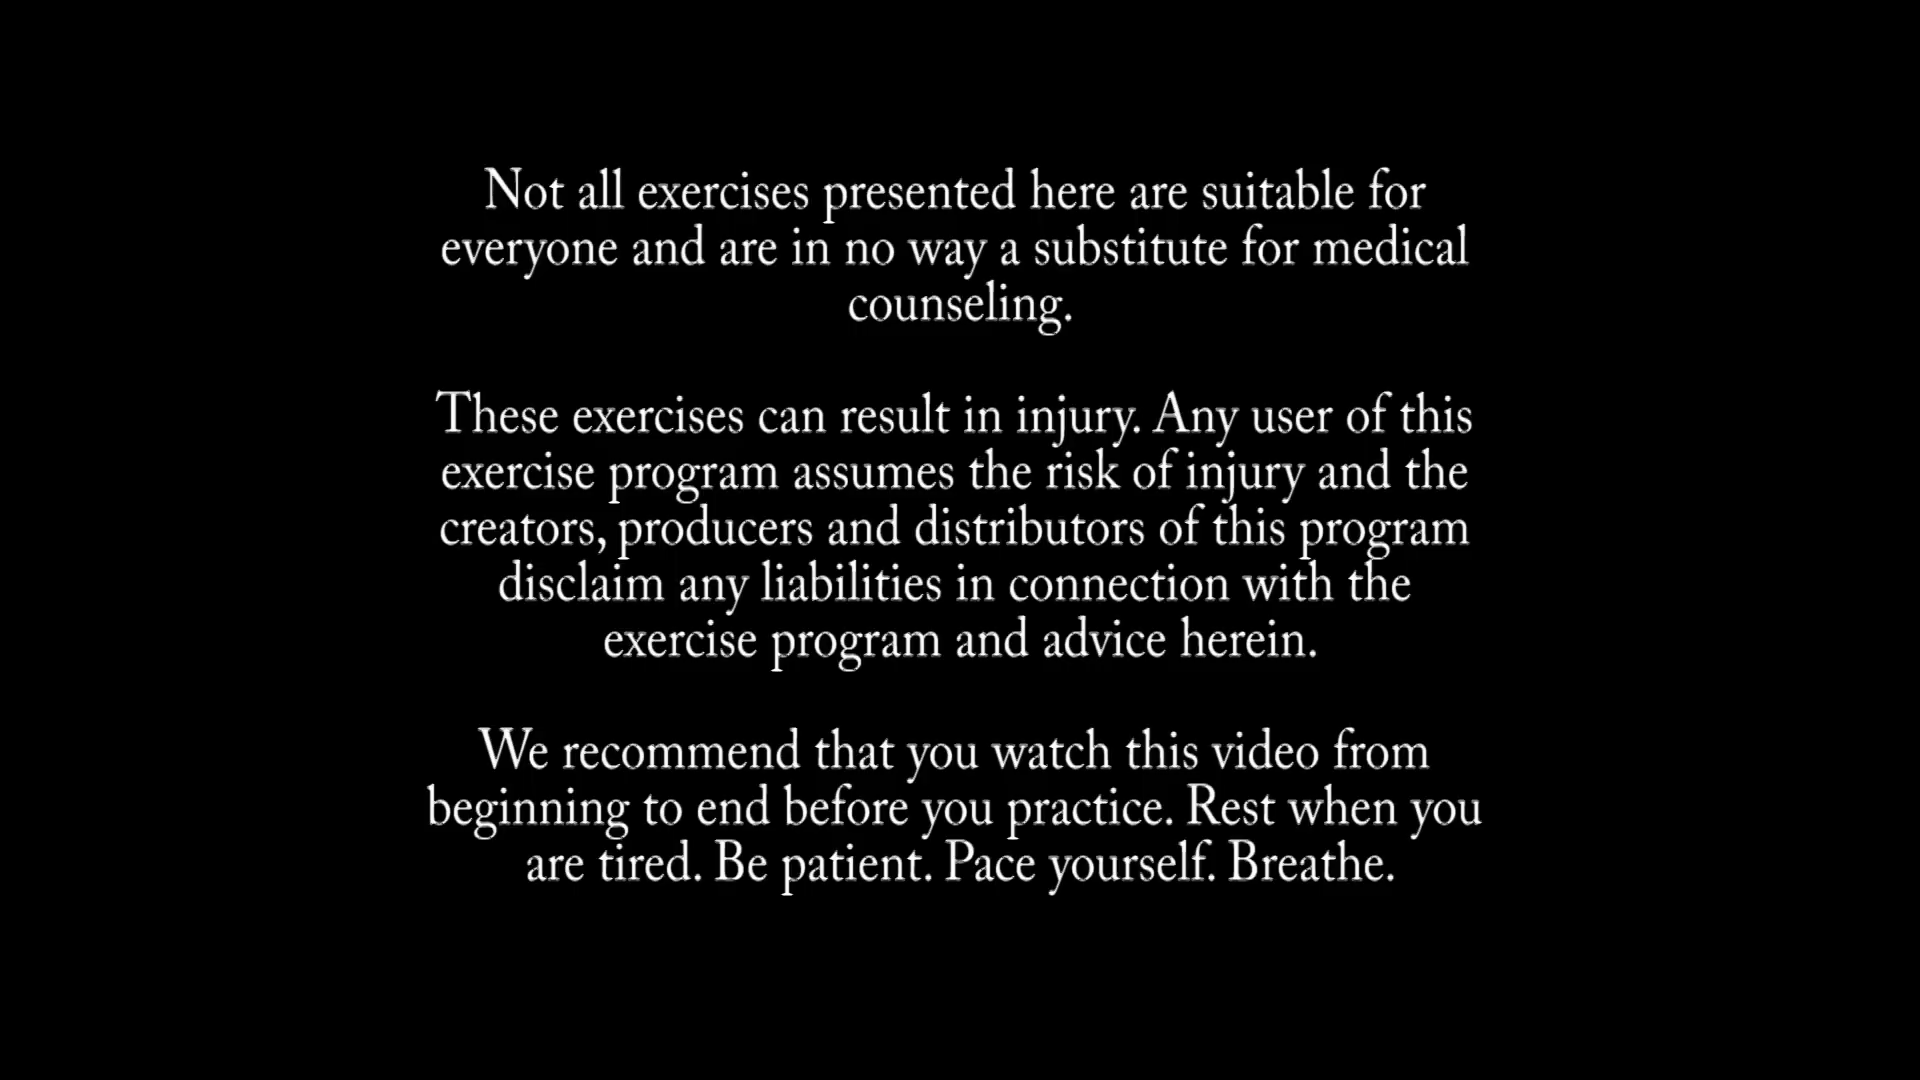 Not all exercises presented here are suitable for
everyone and are in no way a substitute for medical
counseling.
These exercises can result in injury. Any user of this
exercise program assumes the risk of injury and the
creators, producers and distributors of this program
disclaim any liabilities in connection with the
exercise program and advice herein.
We recommend that you watch this video from
beginning to end before you practice. Rest when you
are tired. Be patient. Pace yourself. Breathe.